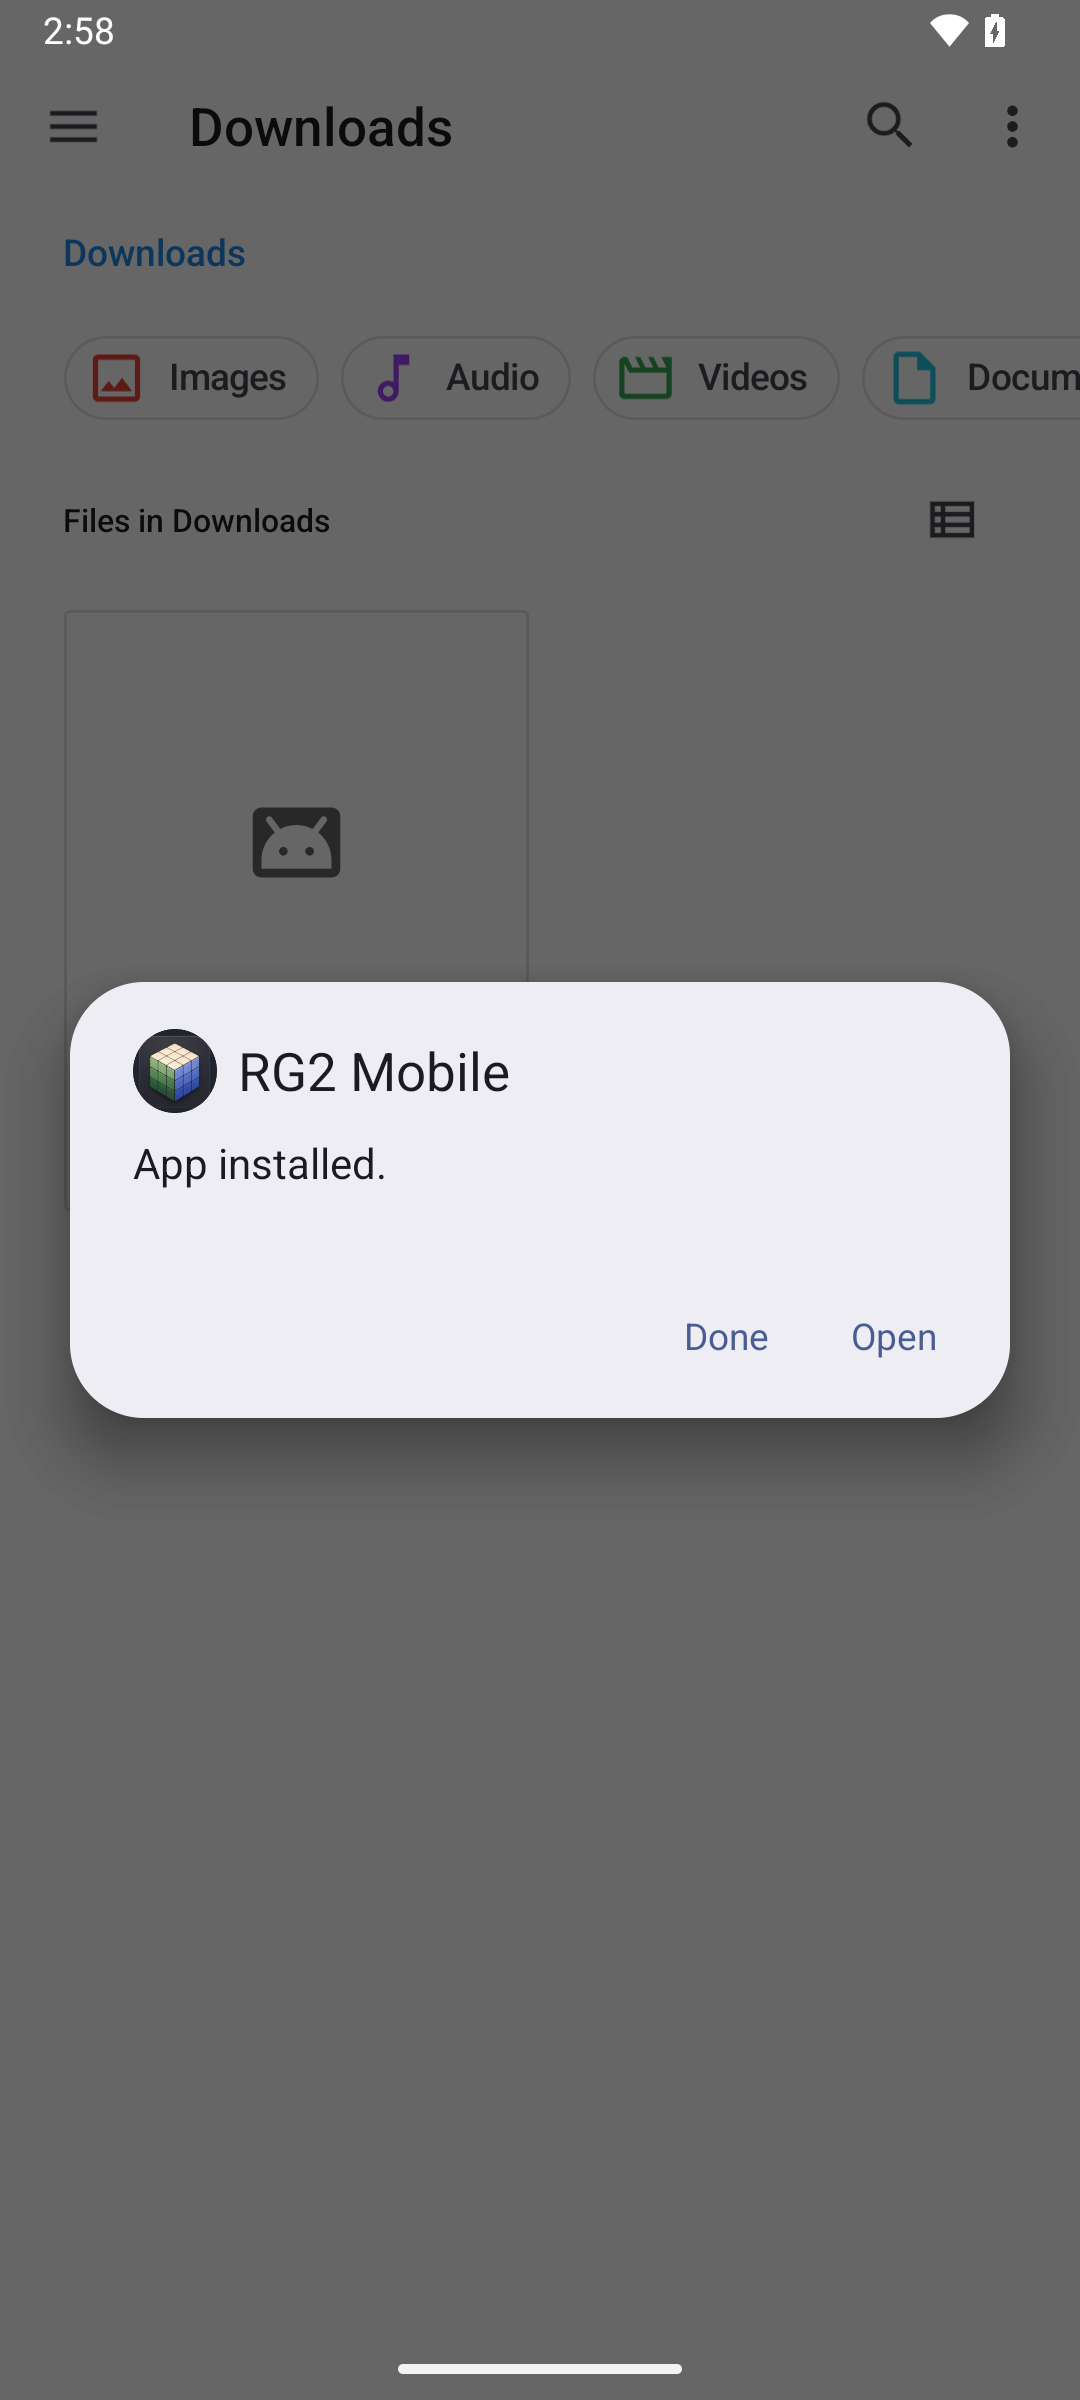 2:58
Downloads
Downloads
Images
Audio
Videos
Docum
Files in Downloads
RG2 Mobile
App installed.
Done
Open